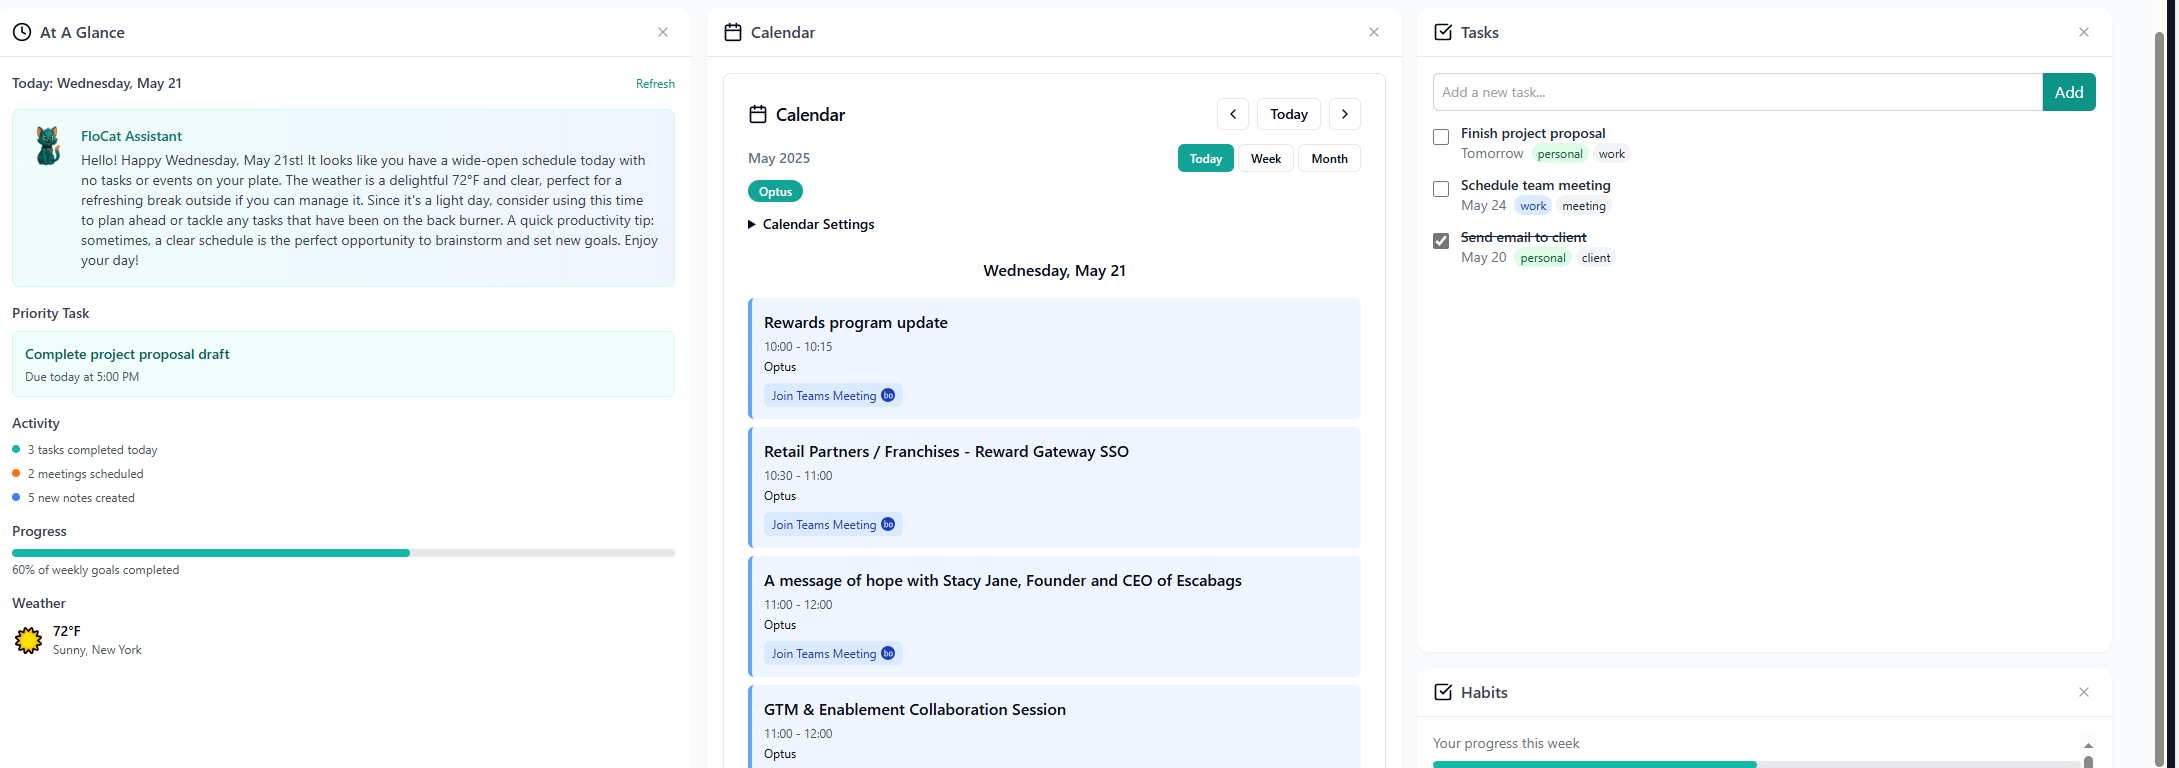 At A Glance
Today: Wednesday, May 21
Refresh
FloCat Assistant
Hello! Happy Wednesday, May 21st! It looks like you have a wide-open schedule today with
no tasks or events on your plate. The weather is a delightful 72°F and clear, perfect for a
refreshing break outside if you can manage it. Since it's a light day, consider using this time
to plan ahead or tackle any tasks that have been on the back burner. A quick productivity tip:
sometimes, a clear schedule is the perfect opportunity to brainstorm and set new goals. Enjoy
your day!
Priority Task
Complete project proposal draft
Due today at 5:00 PM
Activity
3 tasks completed today
2 meetings scheduled
5 new notes created
Progress
60% of weekly goals completed
Weather
72°F
Sunny, New York
Calendar
Calendar
Today
May 2025
Today Week Month
Optus
Calendar Settings
Wednesday, May 21
Rewards program update
10:00 - 10:15
Optus
Join Teams Meeting bo
Retail Partners / Franchises - Reward Gateway SSO
10:30 - 11:00
Optus
Join Teams Meeting bo
A message of hope with Stacy Jane, Founder and CEO of Escabags
11:00 - 12:00
Optus
Join Teams Meeting bo
GTM & Enablement Collaboration Session
11:00 - 12:00
Optus
Tasks
Add a new task...
Add
Finish project proposal
Tomorrow personal work
Schedule team meeting
May 24 work meeting
Send email to client
May 20 personal client
Habits
Your progress this week